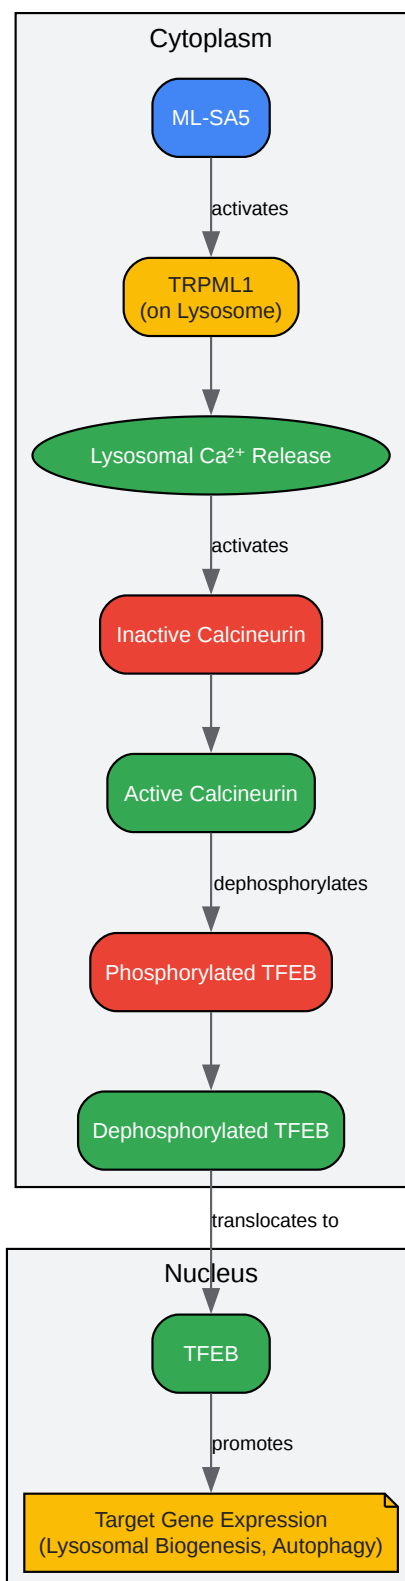 Cytoplasm
ML-SA5
activates
TRPML1
(on Lysosome)
Lysosomal Ca²⁺ Release
activates
Inactive Calcineurin
Active Calcineurin
dephosphorylates
Phosphorylated TFEB
Dephosphorylated TFEB
translocates to
Nucleus
TFEB
promotes
Target Gene Expression
(Lysosomal Biogenesis, Autophagy)